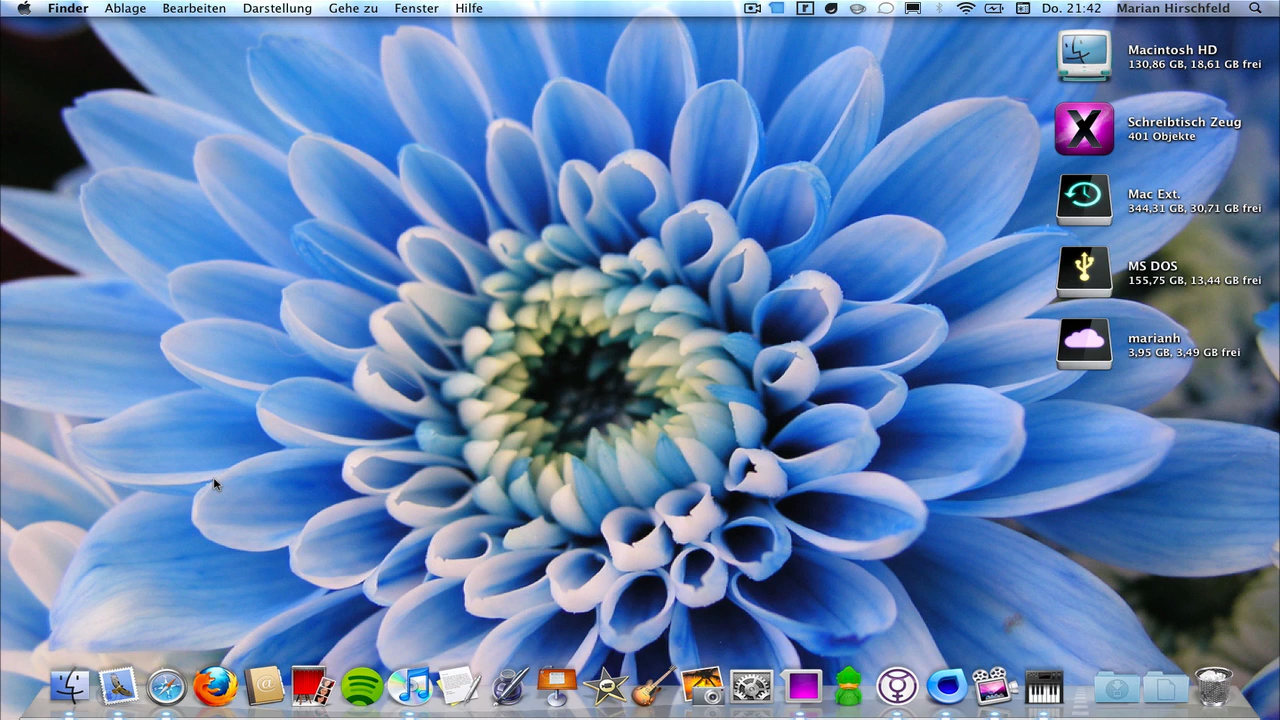 Finder Ablage Bearbeiten Darstellung Gehe zu Fenster Hilfe Do. 21:42 Marian Hirschfeld
Macintosh HD
130,86 GB, 18,61 GB frei
Schreibtisch Zeug
401 Objekte
Mac Ext.
344,31 GB, 30,71 GB frei
MS DOS
155,75 GB, 13,44 GB frei
marianh
3,95 GB, 3,49 GB frei